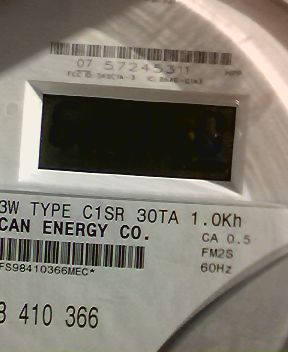 07 57245311
3W TYPE C1SR 30TA 1.0Kh
CAN ENERGY CO.
CA 0.5
FM2S
60Hz
FS98410366MEC*
3 410 366